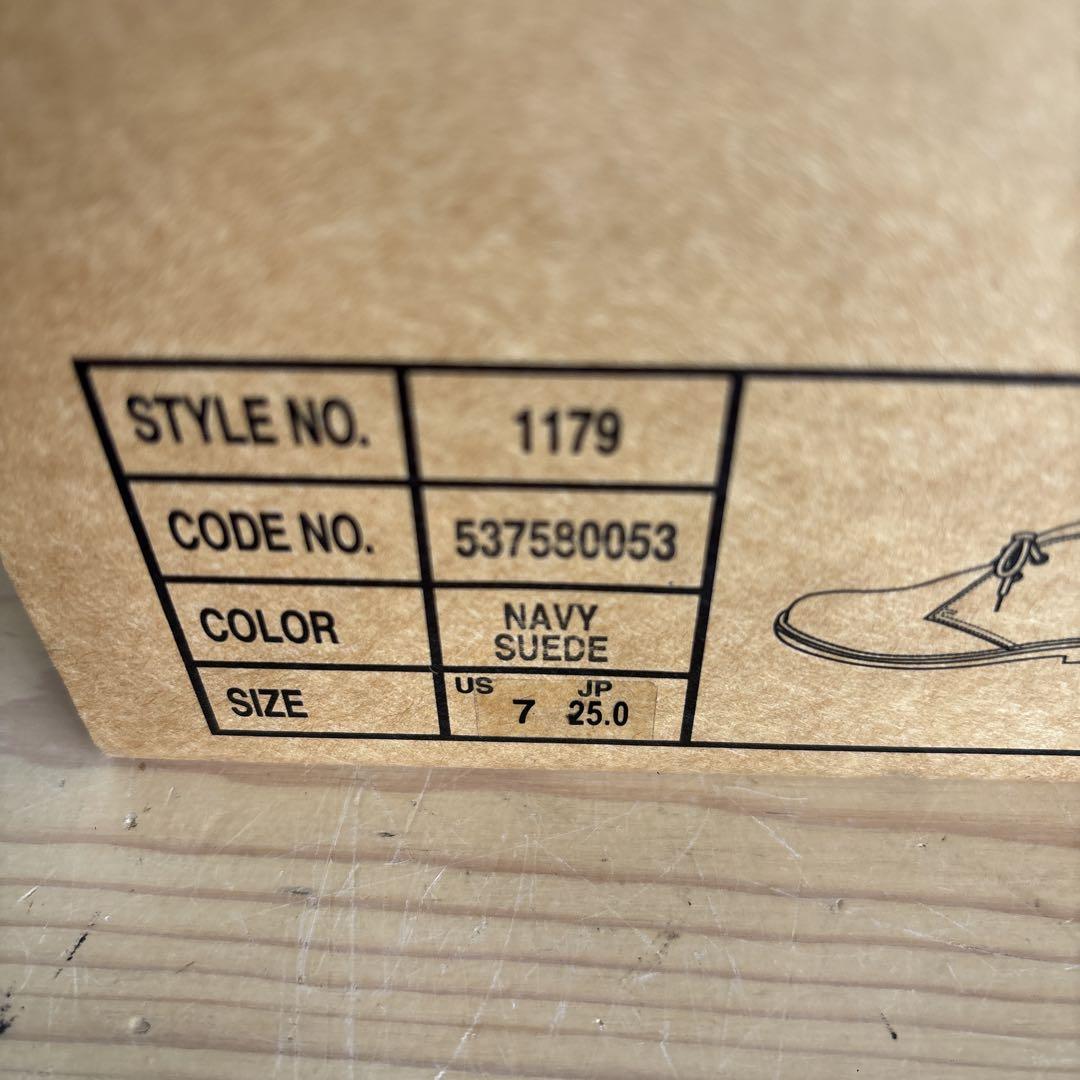 STYLE NO. 1179
CODE NO. 537580053
COLOR NAVY
SUEDE
SIZE US 7 JP 25.0